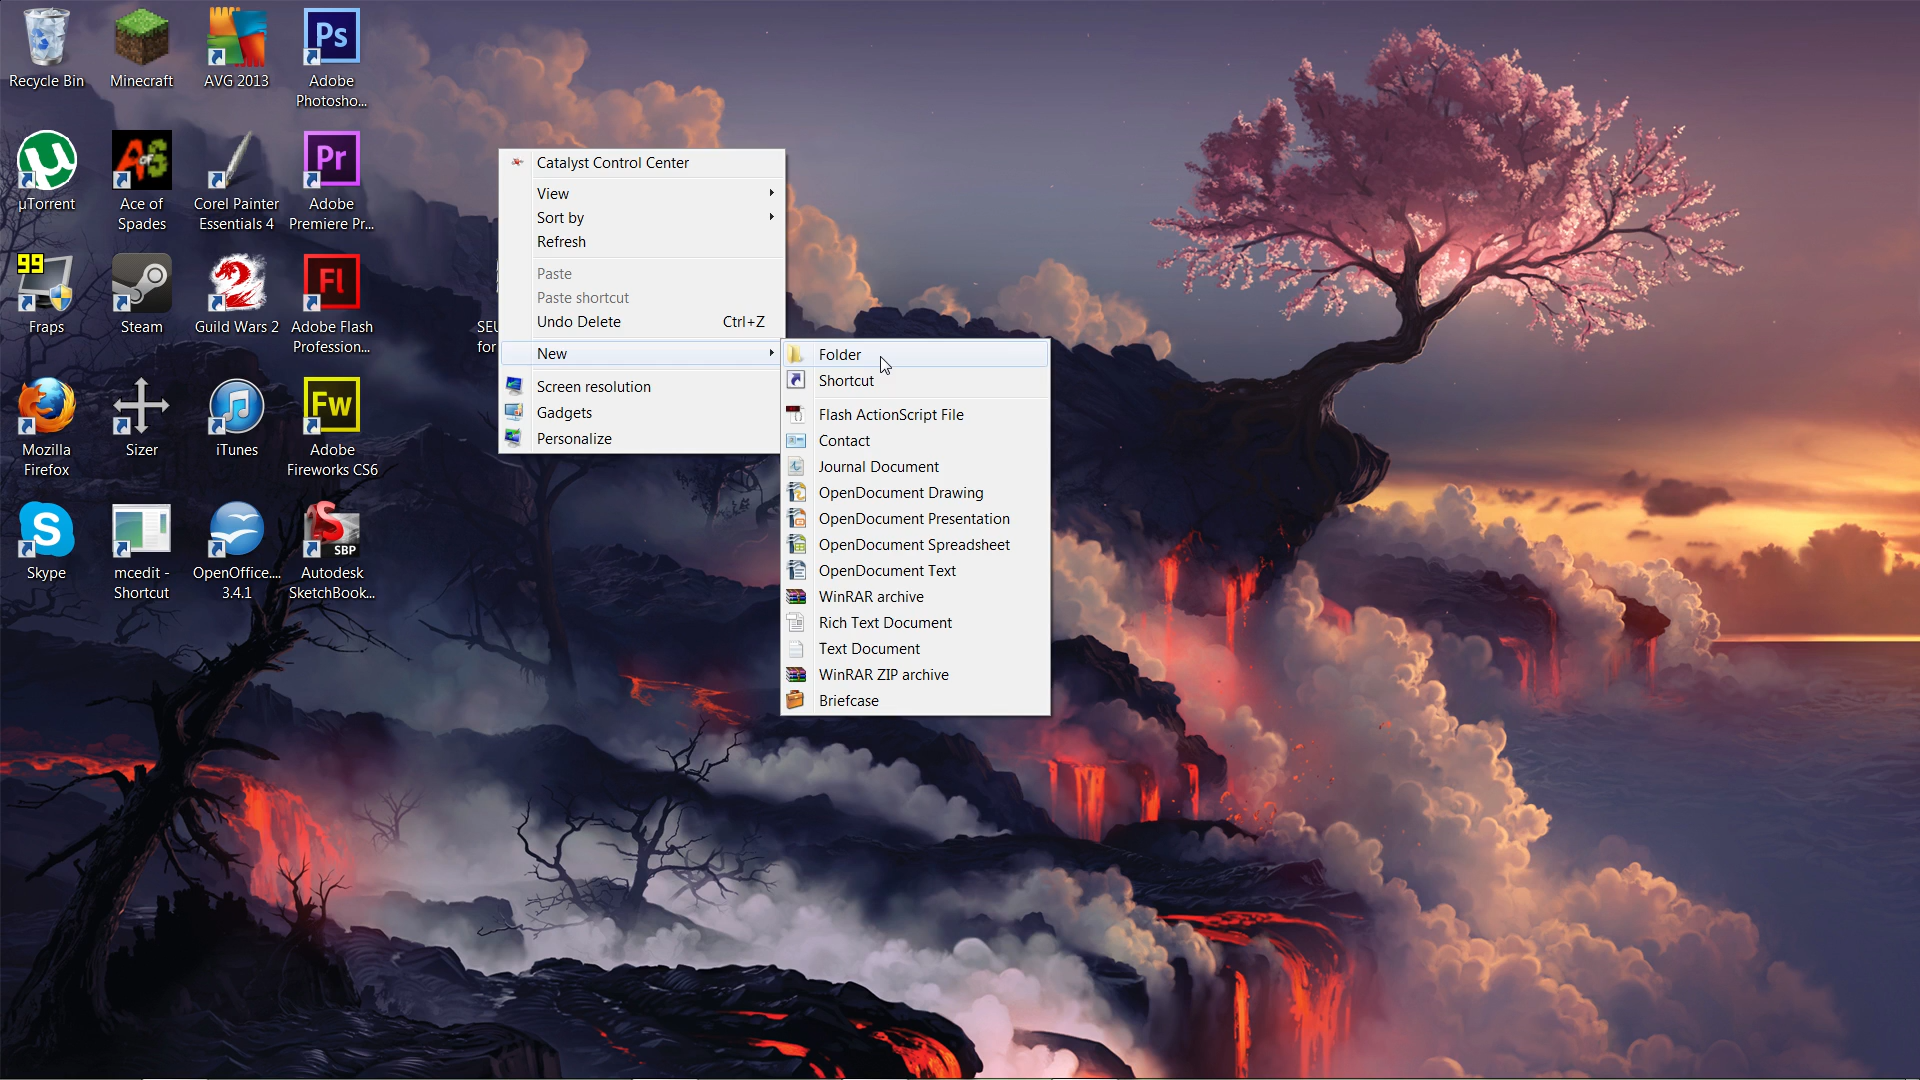 Recycle Bin
Minecraft
AVG 2013
Ps
Adobe
Photosho...
µTorrent
Ace of
Spades
Corel Painter
Essentials 4
Pr
Adobe
Premiere Pr...
99
Fraps
Steam
Guild Wars 2
Fl
Adobe Flash
Profession...
Mozilla
Firefox
Sizer
iTunes
Fw
Adobe
Fireworks CS6
S
Skype
mcedit -
Shortcut
OpenOffice....
3.4.1
SBP
Autodesk
SketchBook...
SEU
for
Catalyst Control Center
View
Sort by
Refresh
Paste
Paste shortcut
Undo Delete Ctrl+Z
New
Screen resolution
Gadgets
Personalize
Folder
Shortcut
Flash ActionScript File
Contact
Journal Document
OpenDocument Drawing
OpenDocument Presentation
OpenDocument Spreadsheet
OpenDocument Text
WinRAR archive
Rich Text Document
Text Document
WinRAR ZIP archive
Briefcase